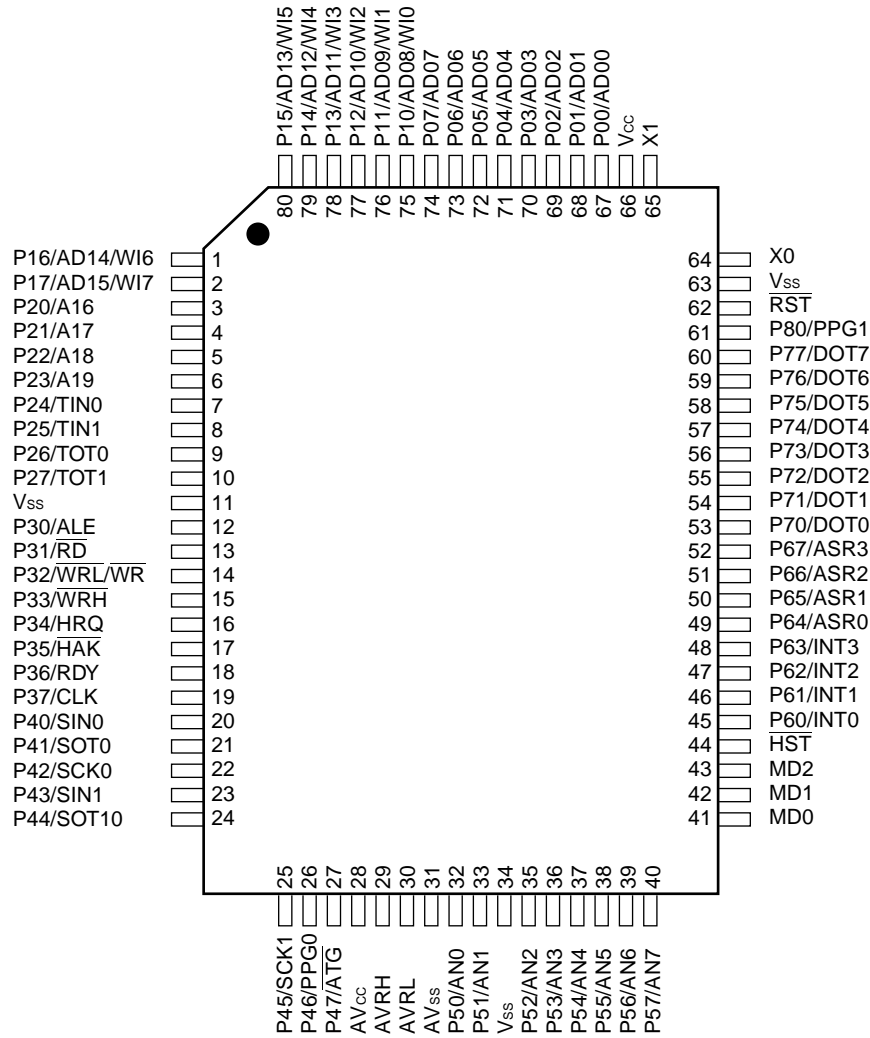 P15/AD13/WI5
P14/AD12/WI4
P13/AD11/WI3
P12/AD10/WI2
P11/AD09/WI1
P10/AD08/WI0
P07/AD07
P06/AD06
P05/AD05
P04/AD04
P03/AD03
P02/AD02
P01/AD01
P00/AD00
Vcc
X1
80 79 78 77 76 75 74 73 72 71 70 69 68 67 66 65
P16/AD14/WI6 1 64 X0
P17/AD15/WI7 2 63 Vss
P20/A16 3 62 R̅S̅T̅
P21/A17 4 61 P80/PPG1
P22/A18 5 60 P77/DOT7
P23/A19 6 59 P76/DOT6
P24/TIN0 7 58 P75/DOT5
P25/TIN1 8 57 P74/DOT4
P26/TOT0 9 56 P73/DOT3
P27/TOT1 10 55 P72/DOT2
Vss 11 54 P71/DOT1
P30/ALE 12 53 P70/DOT0
P31/R̅D̅ 13 52 P67/ASR3
P32/W̅R̅L̅/W̅R̅ 14 51 P66/ASR2
P33/W̅R̅H̅ 15 50 P65/ASR1
P34/HRQ 16 49 P64/ASR0
P35/H̅A̅K̅ 17 48 P63/INT3
P36/RDY 18 47 P62/INT2
P37/CLK 19 46 P61/INT1
P40/SIN0 20 45 P60/INT0
P41/SOT0 21 44 H̅S̅T̅
P42/SCK0 22 43 MD2
P43/SIN1 23 42 MD1
P44/SOT10 24 41 MD0
25 26 27 28 29 30 31 32 33 34 35 36 37 38 39 40
P45/SCK1
P46/PPG0
P47/A̅T̅G̅
AVcc
AVRH
AVRL
AVss
P50/AN0
P51/AN1
Vss
P52/AN2
P53/AN3
P54/AN4
P55/AN5
P56/AN6
P57/AN7